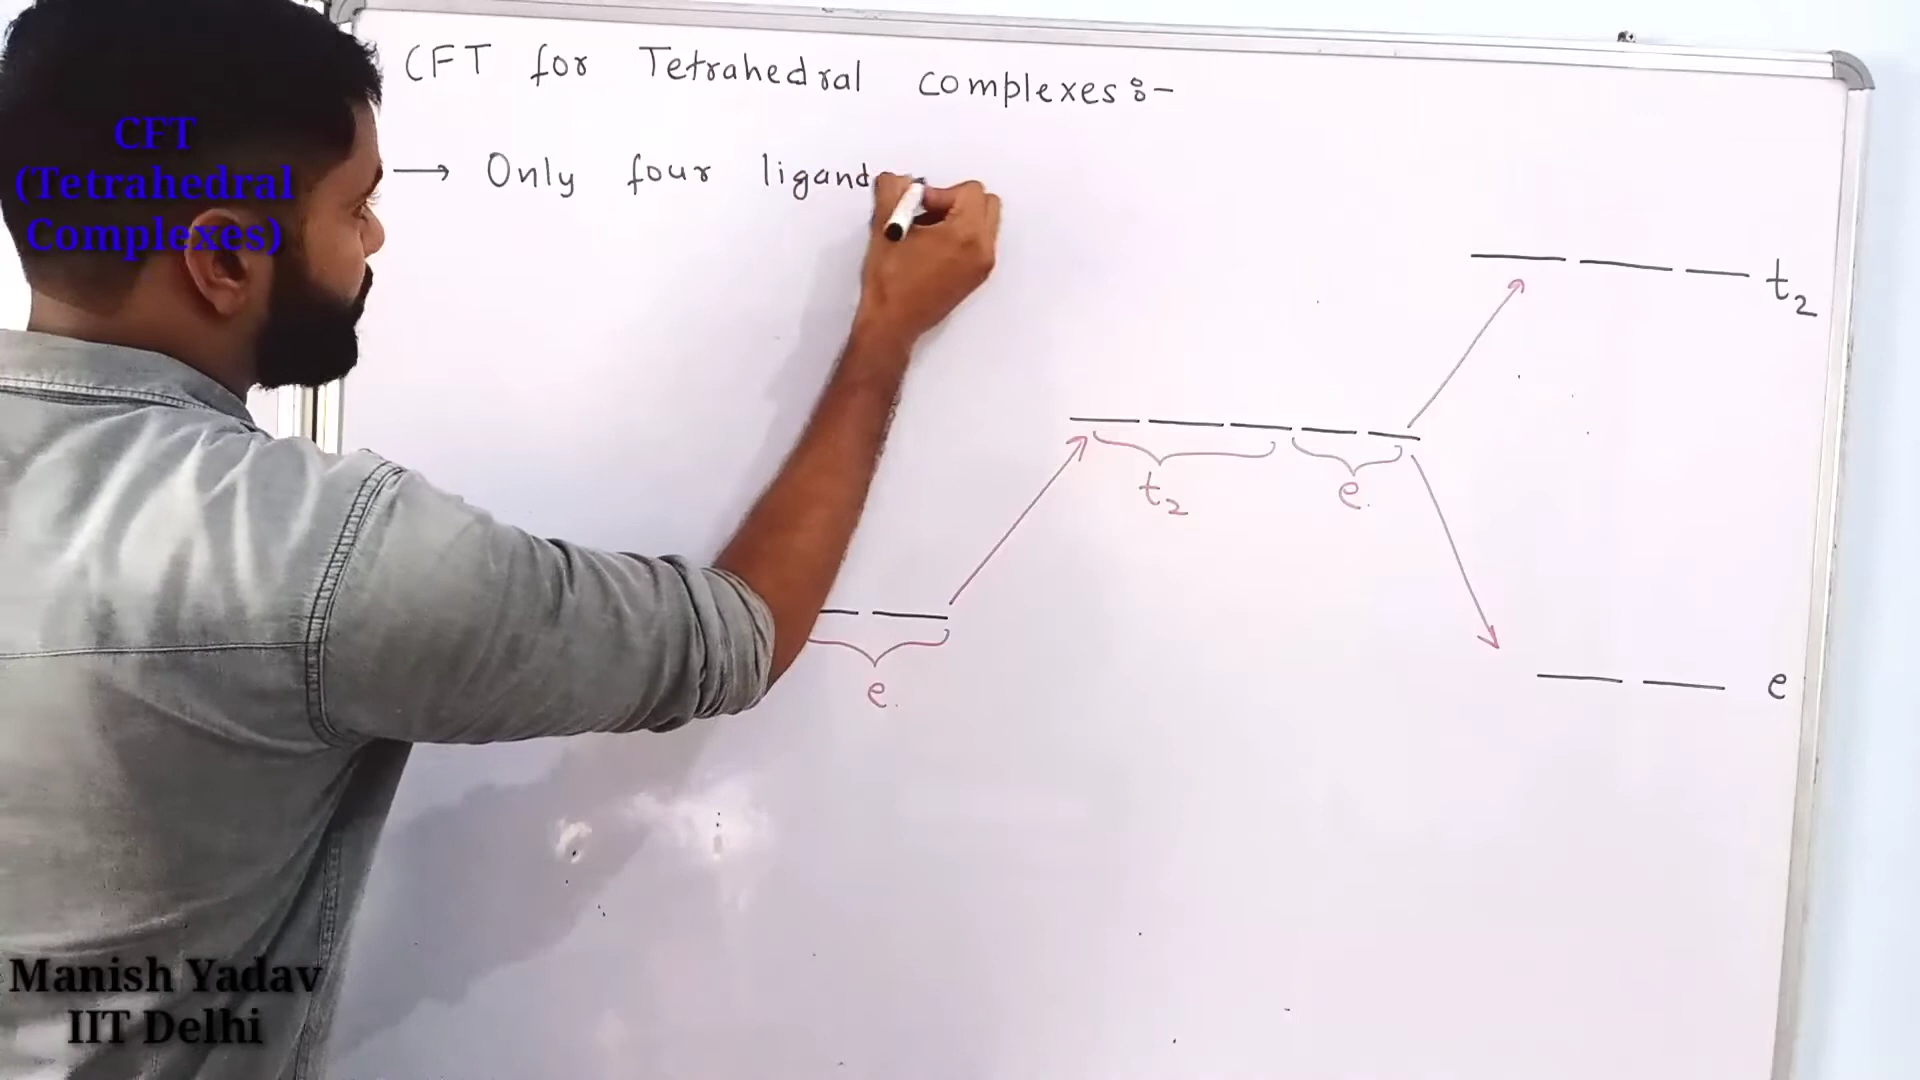 CFT for Tetrahedral complexes:-
→ Only four ligand
CFT
(Tetrahedral
Complexes)
t₂
t₂
e.
e.
e
Manish Yadav
IIT Delhi